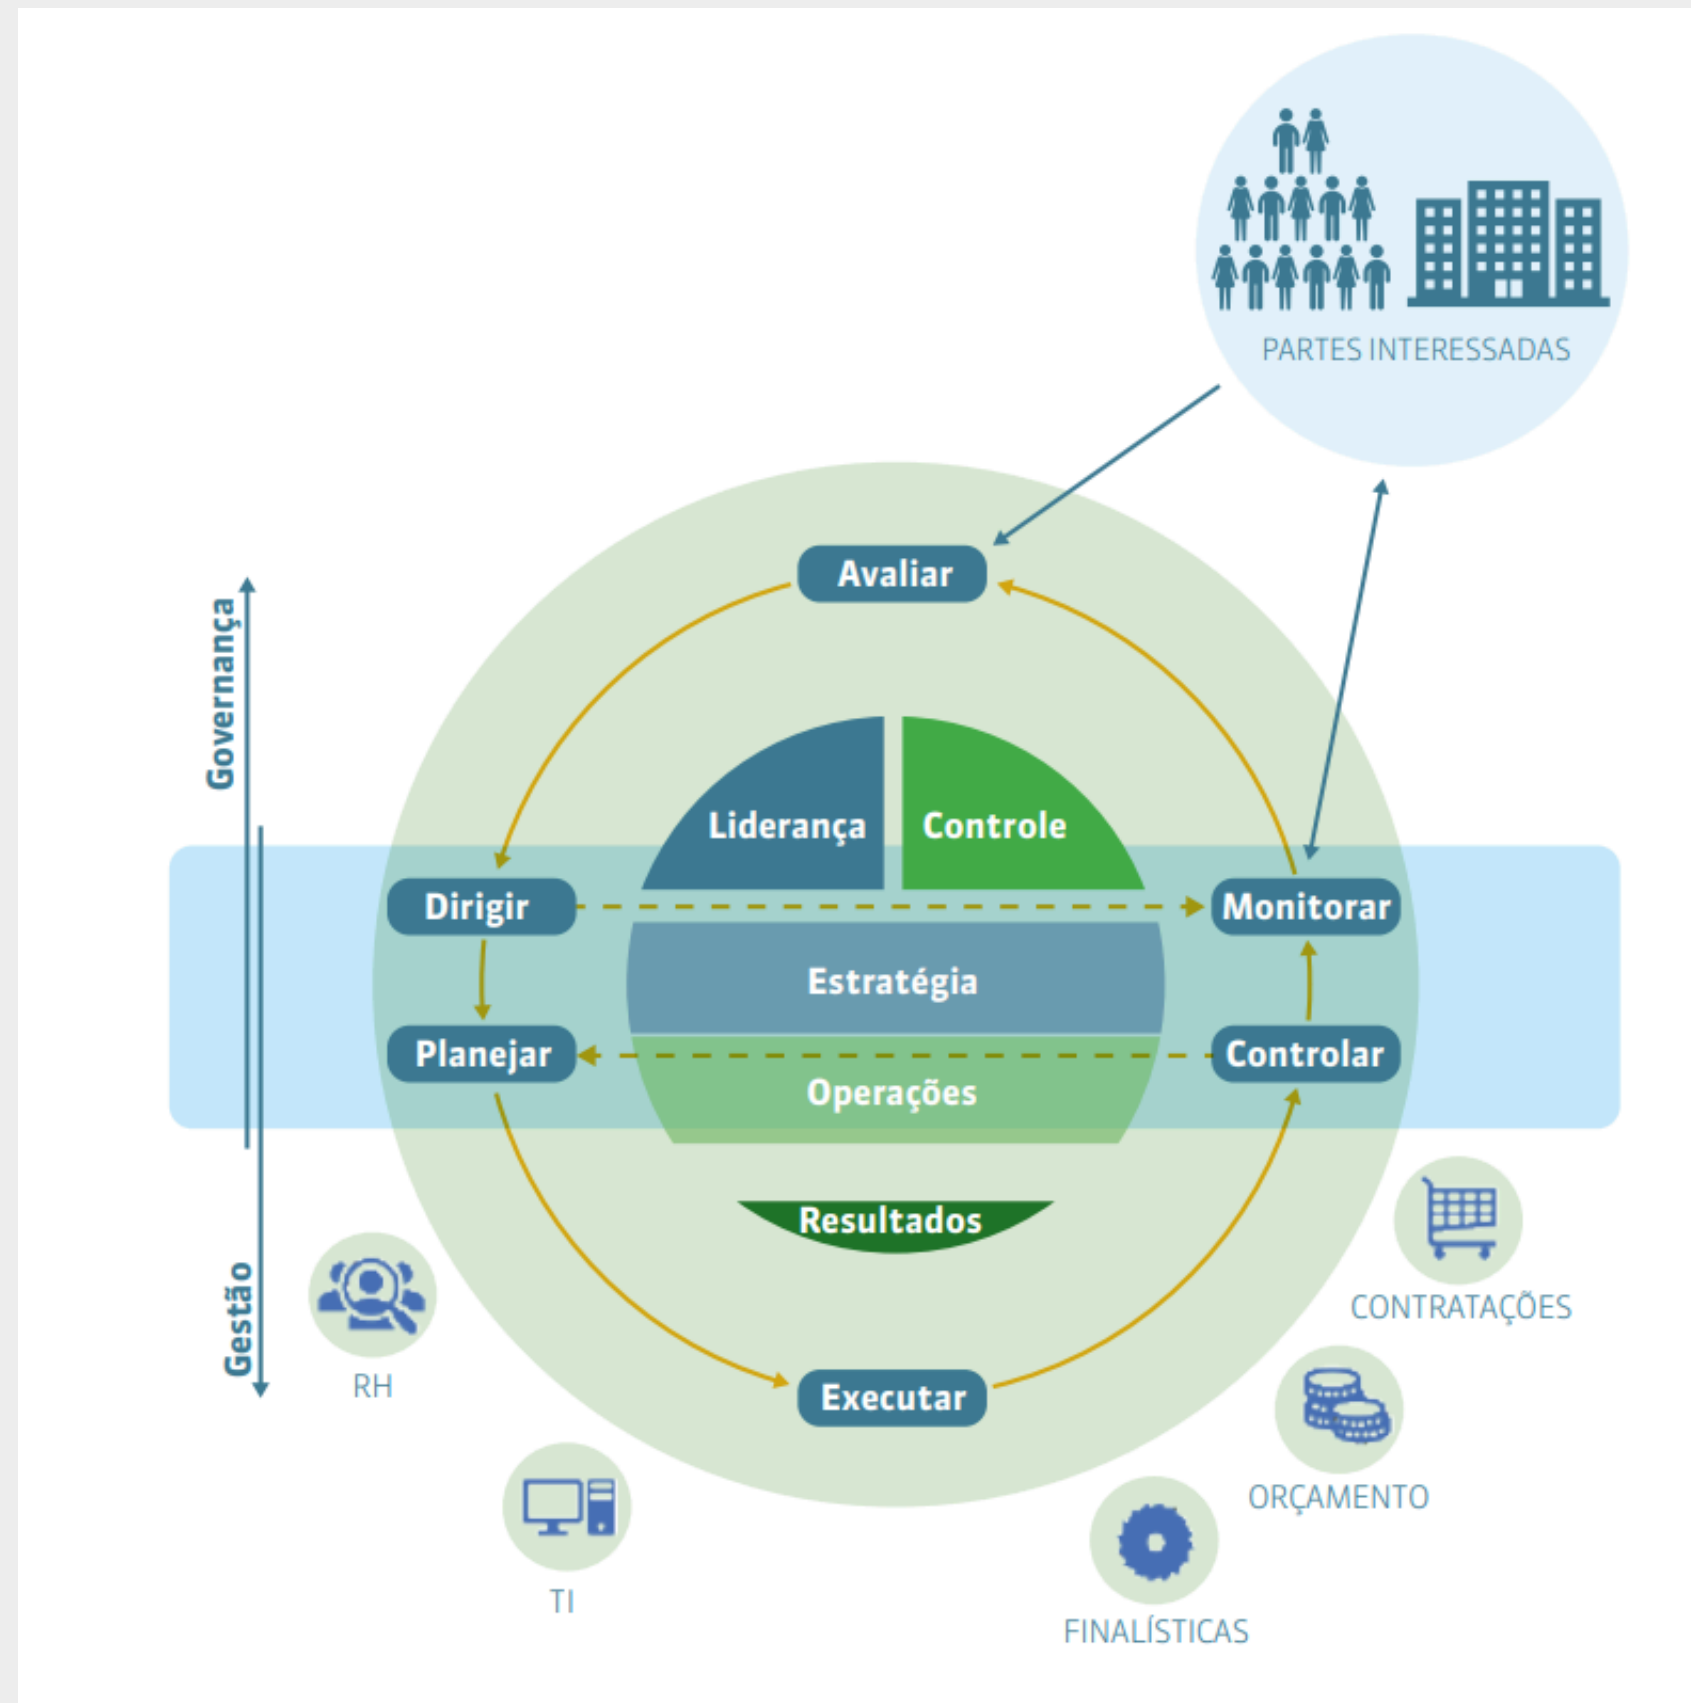 PARTES INTERESSADAS
Avaliar
Governança
Liderança
Controle
Dirigir
Monitorar
Estratégia
Planejar
Controlar
Operações
Resultados
Gestão
CONTRATAÇÕES
RH
Executar
ORÇAMENTO
TI
FINALÍSTICAS